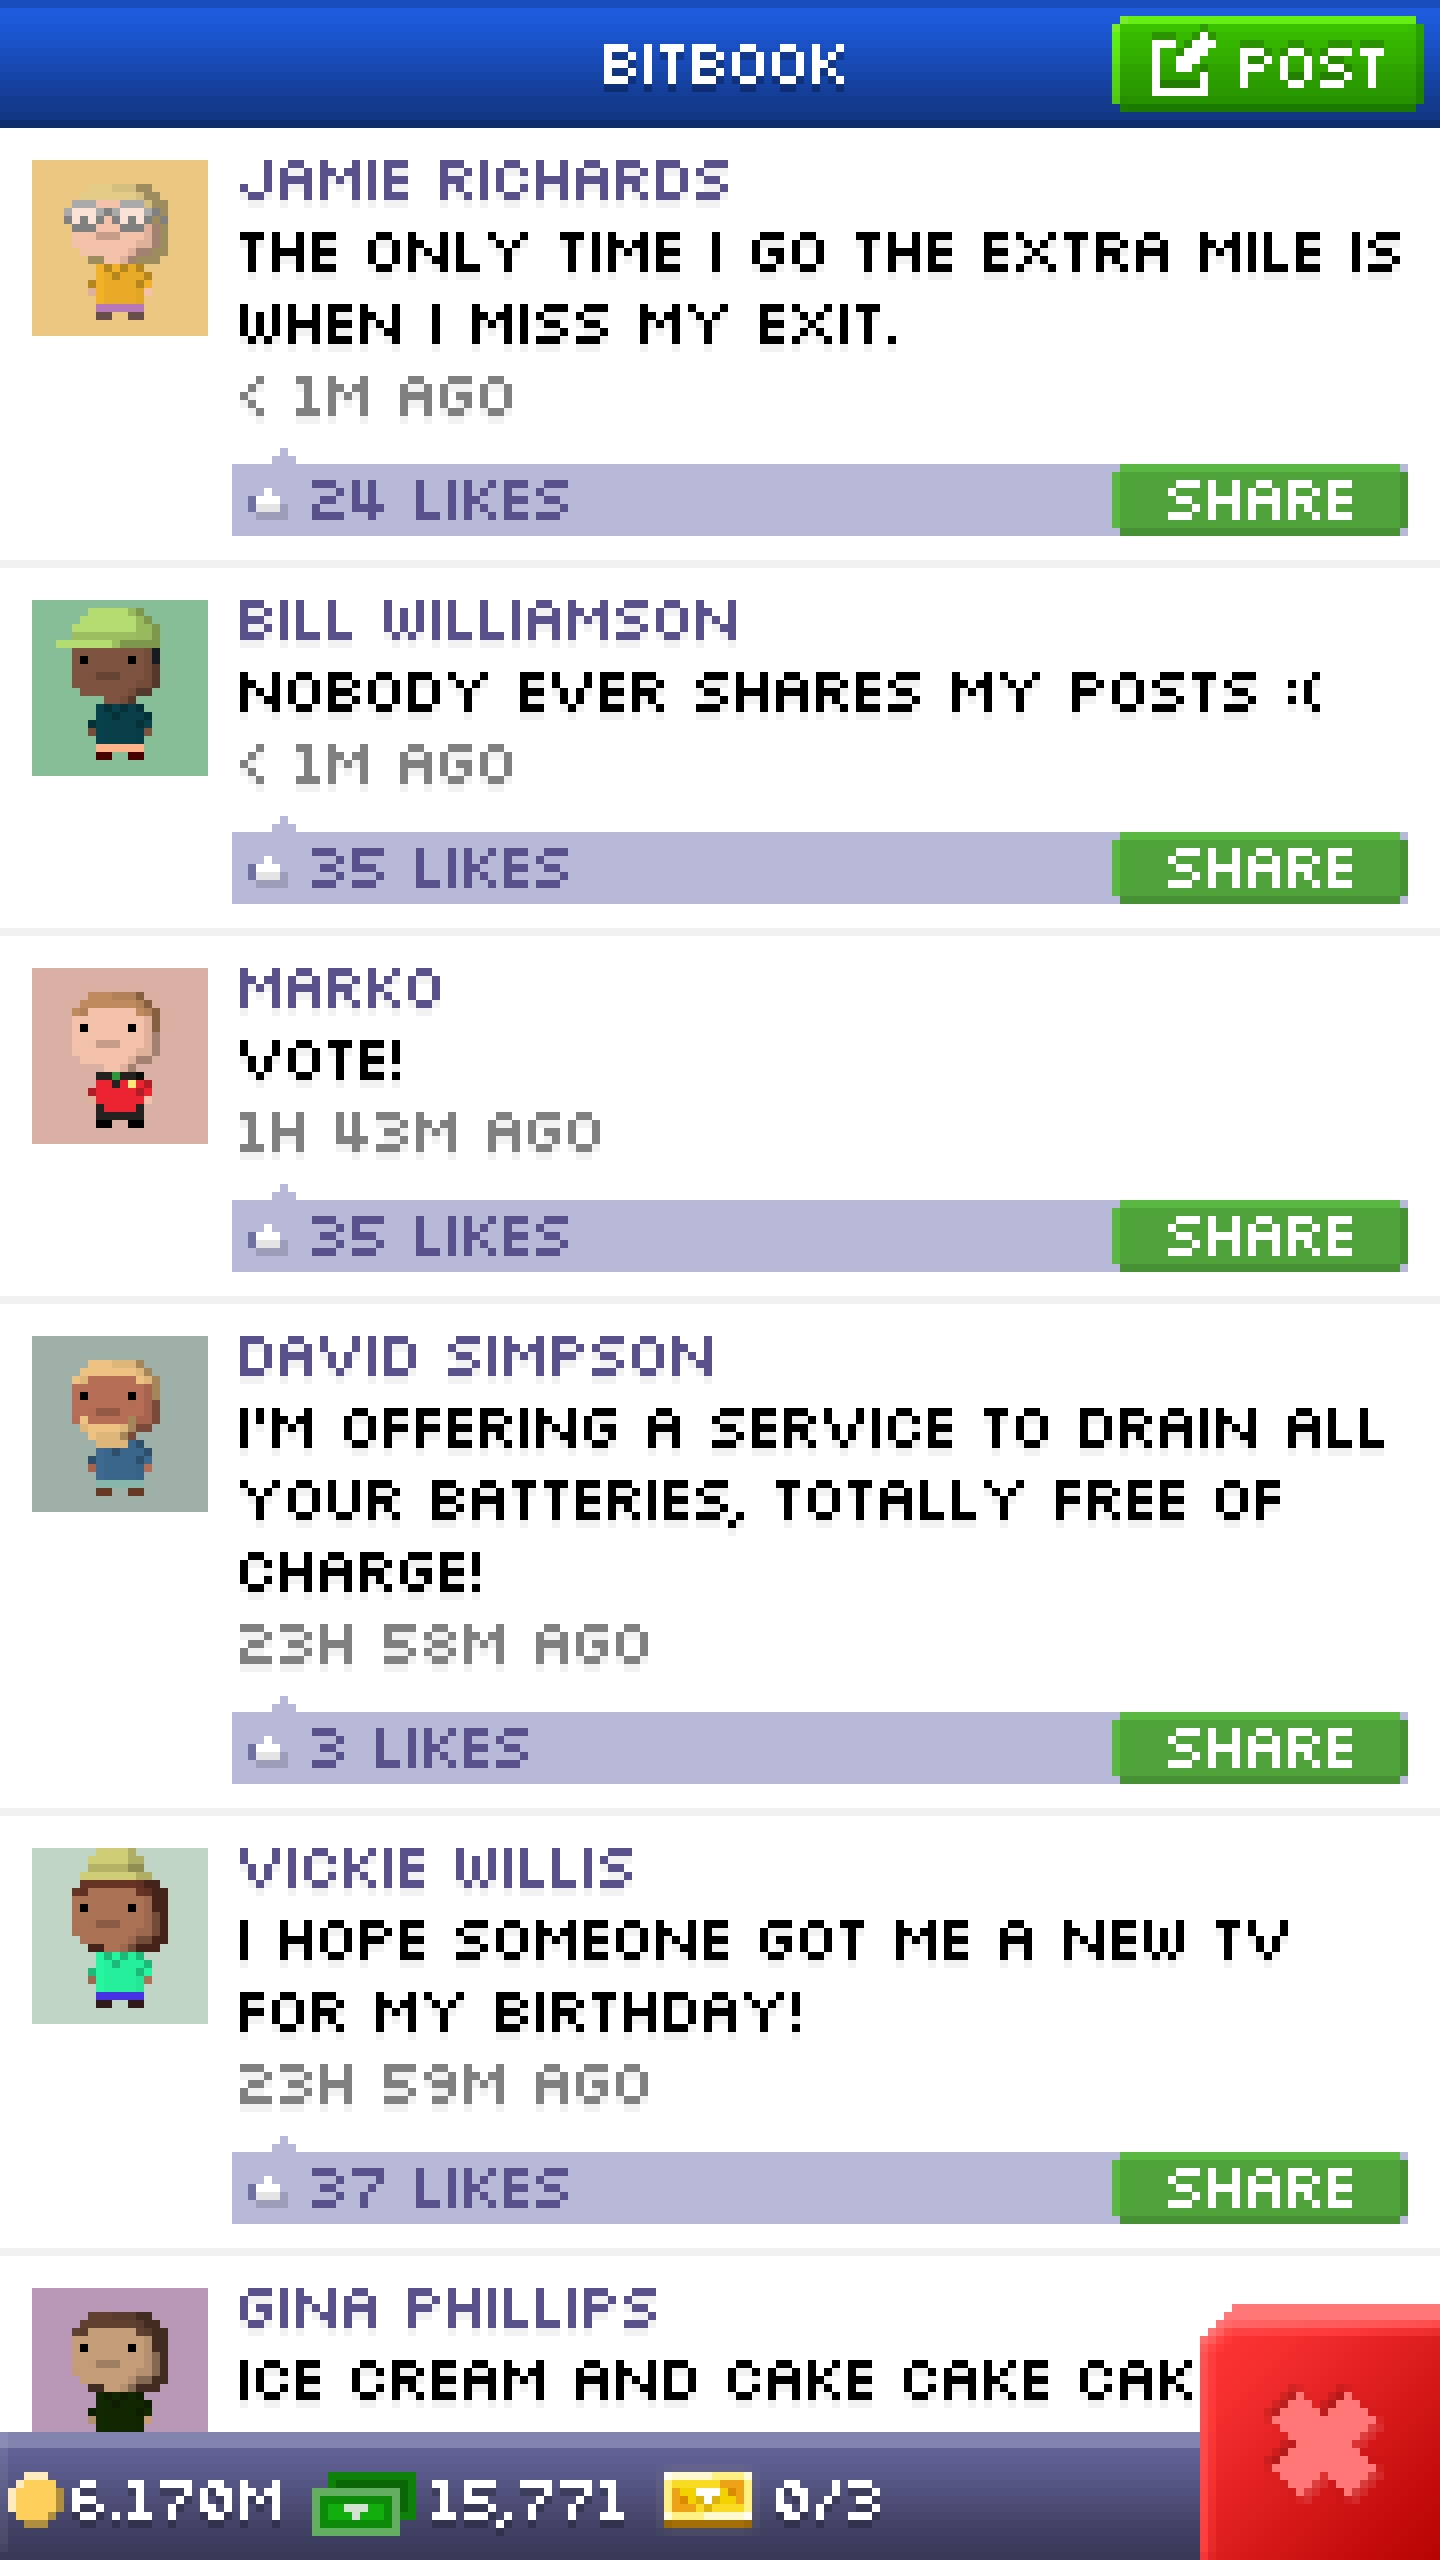 BITBOOK
POST
JAMIE RICHARDS
THE ONLY TIME I GO THE EXTRA MILE IS
WHEN I MISS MY EXIT.
< 1M AGO
24 LIKES
SHARE
BILL WILLIAMSON
NOBODY EVER SHARES MY POSTS :(
< 1M AGO
35 LIKES
SHARE
MARKO
VOTE!
1H 43M AGO
35 LIKES
SHARE
DAVID SIMPSON
I'M OFFERING A SERVICE TO DRAIN ALL
YOUR BATTERIES, TOTALLY FREE OF
CHARGE!
23H 58M AGO
3 LIKES
SHARE
VICKIE WILLIS
I HOPE SOMEONE GOT ME A NEW TV
FOR MY BIRTHDAY!
23H 59M AGO
37 LIKES
SHARE
GINA PHILLIPS
ICE CREAM AND CAKE CAKE CAK
6.170M 15,771 0/3